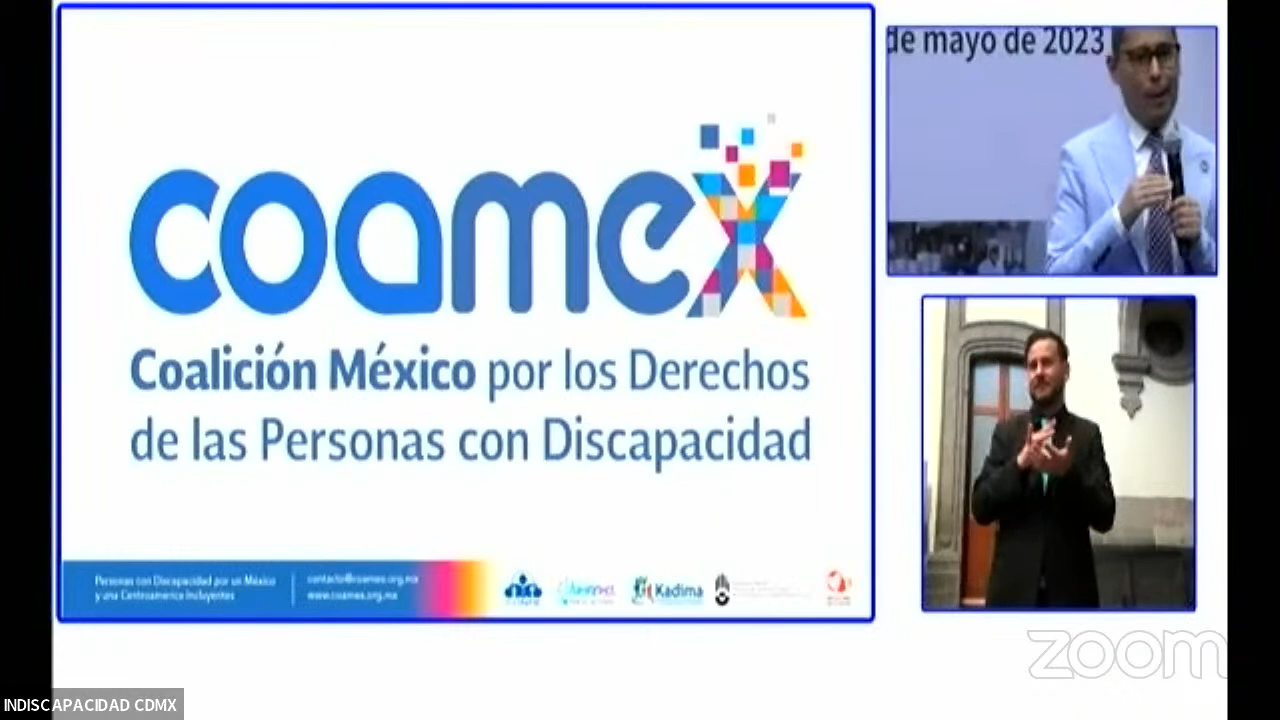 coamex
Coalición México por los Derechos
de las Personas con Discapacidad
Personas con Discapacidad por un México
y una Centroamerica Incluyentes
contacto@coamex.org.mx
www.coamex.org.mx
Kadima
de mayo de 2023
zoom
INDISCAPACIDAD CDMX